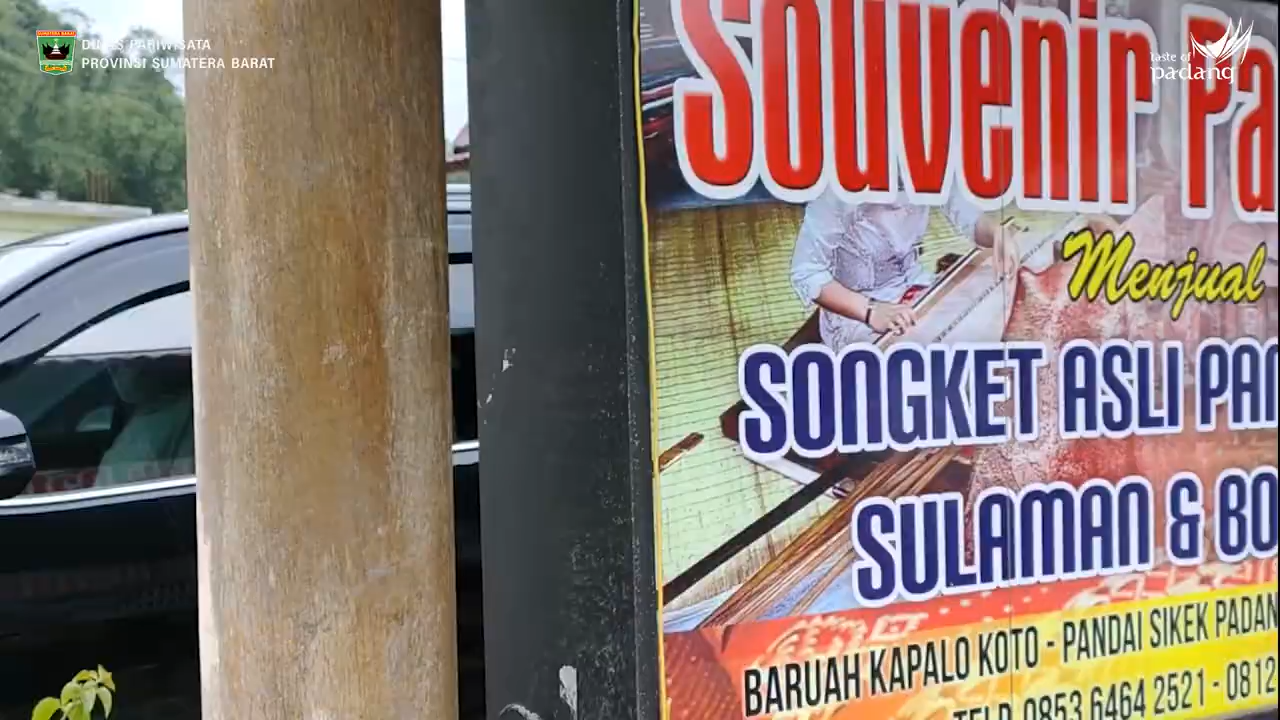 DINAS PARIWISATA
PROVINSI SUMATERA BARAT
taste of
padang
Souvenir Pa
Menjual
SONGKET ASLI PAN
SULAMAN & BO
BARUAH KAPALO KOTO - PANDAI SIKEK PADAN
TELP 0853 6464 2521 - 0812